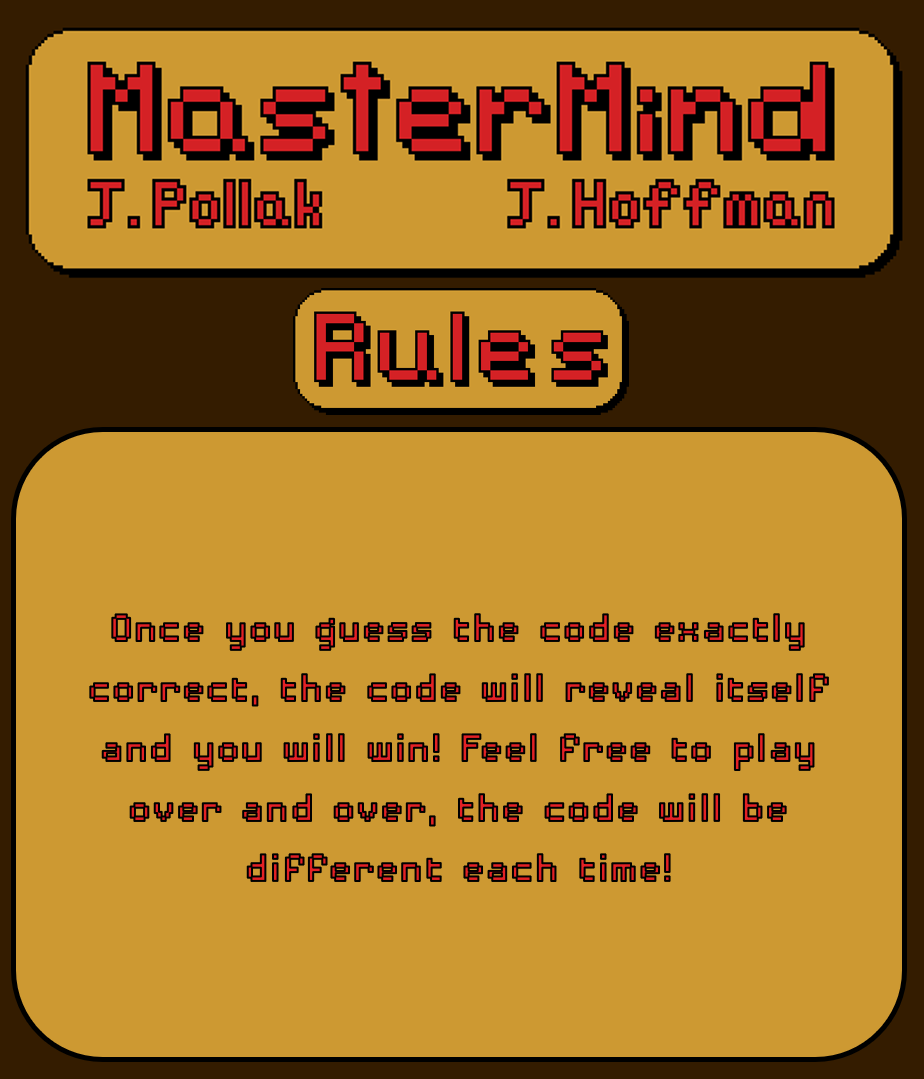 MasterMind
J. Pollak J. Hoffman
Rules
Once you guess the code exactly
correct, the code will reveal itself
and you will win! Feel free to play
over and over, the code will be
different each time!